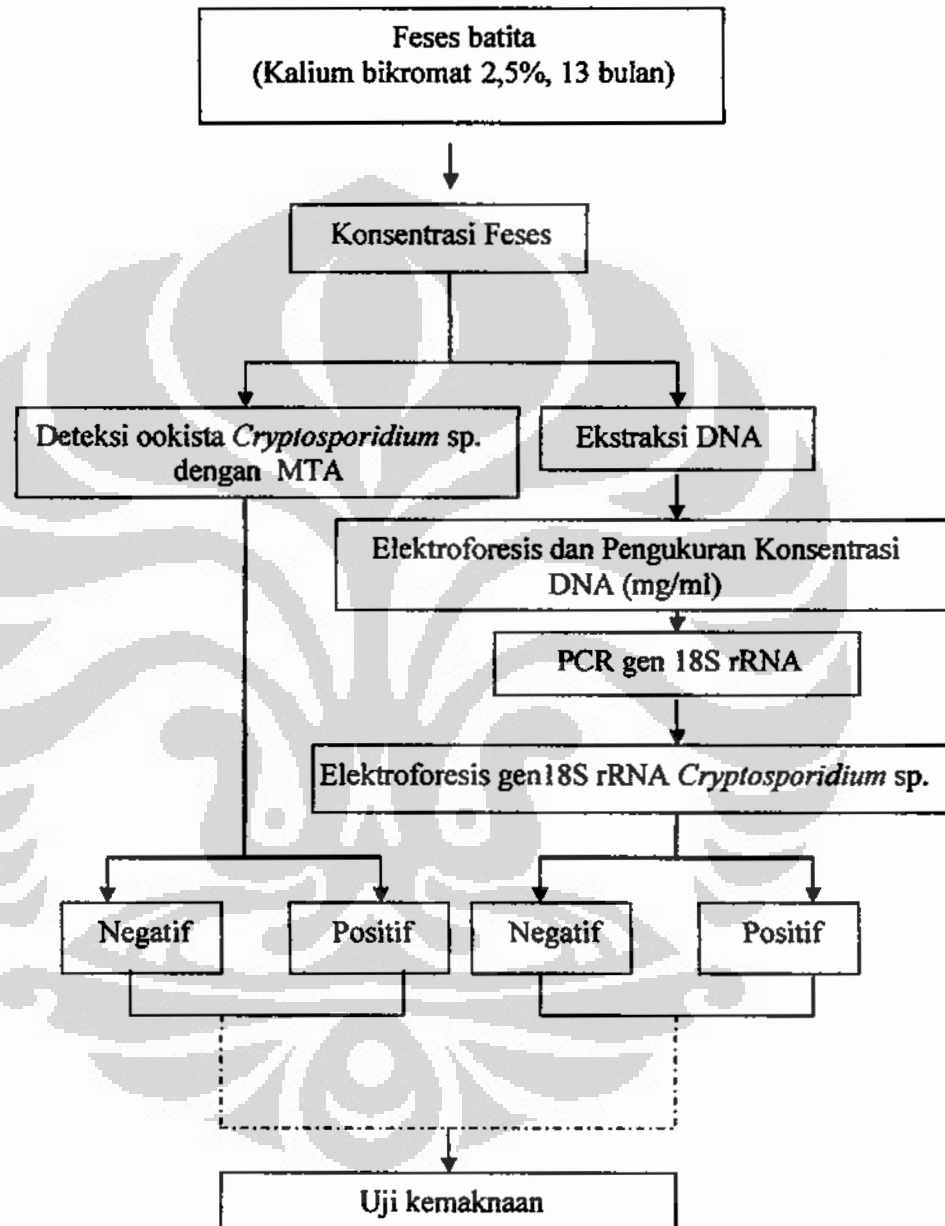 Feses batita
(Kalium bikromat 2,5%, 13 bulan)
Konsentrasi Feses
Deteksi ookista Cryptosporidium sp.
dengan MTA
Ekstraksi DNA
Elektroforesis dan Pengukuran Konsentrasi
DNA (mg/ml)
PCR gen 18S rRNA
Elektroforesis gen18S rRNA Cryptosporidium sp.
Negatif
Positif
Negatif
Positif
Uji kemaknaan